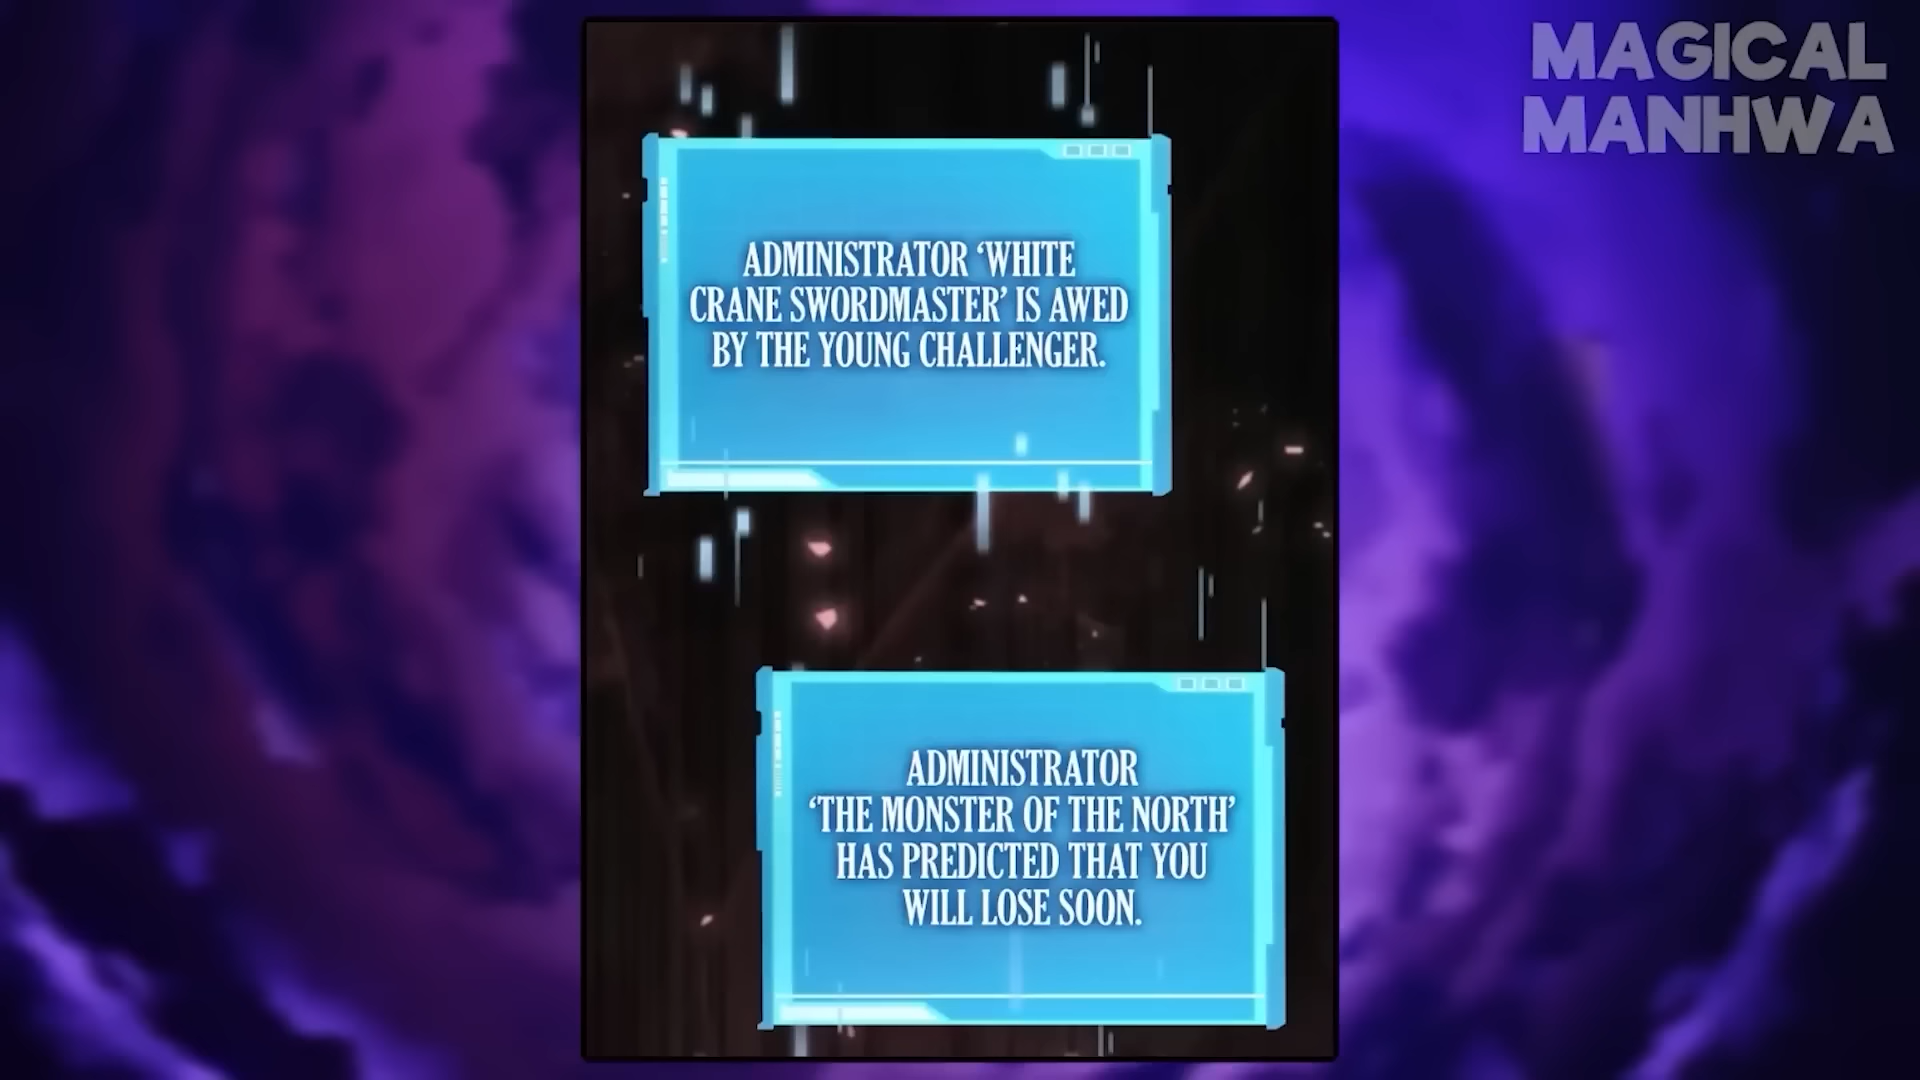 MAGICAL
MANHWA
ADMINISTRATOR ‘WHITE
CRANE SWORDMASTER’ IS AWED
BY THE YOUNG CHALLENGER.
ADMINISTRATOR
‘THE MONSTER OF THE NORTH’
HAS PREDICTED THAT YOU
WILL LOSE SOON.